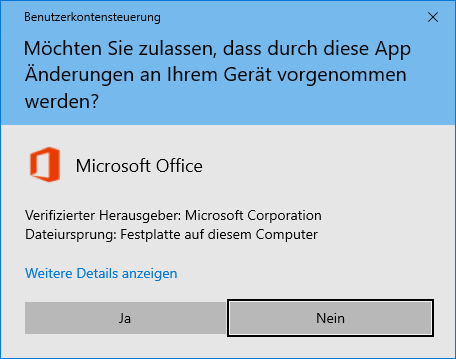 Benutzerkontensteuerung
Möchten Sie zulassen, dass durch diese App
Änderungen an Ihrem Gerät vorgenommen
werden?
Microsoft Office
Verifizierter Herausgeber: Microsoft Corporation
Dateiursprung: Festplatte auf diesem Computer
Weitere Details anzeigen
Ja
Nein